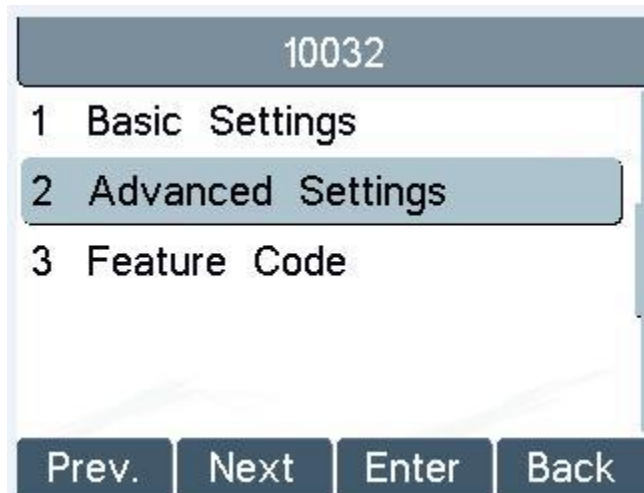 10032
1 Basic Settings
2 Advanced Settings
3 Feature Code
Prev. Next Enter Back